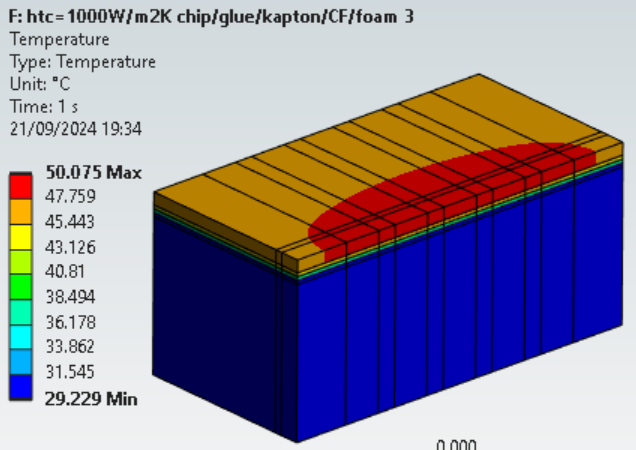 F: htc=1000W/m2K chip/glue/kapton/CF/foam 3
Temperature
Type: Temperature
Unit: °C
Time: 1 s
21/09/2024 19:34
50.075 Max
47.759
45.443
43.126
40.81
38.494
36.178
33.862
31.545
29.229 Min
0.000